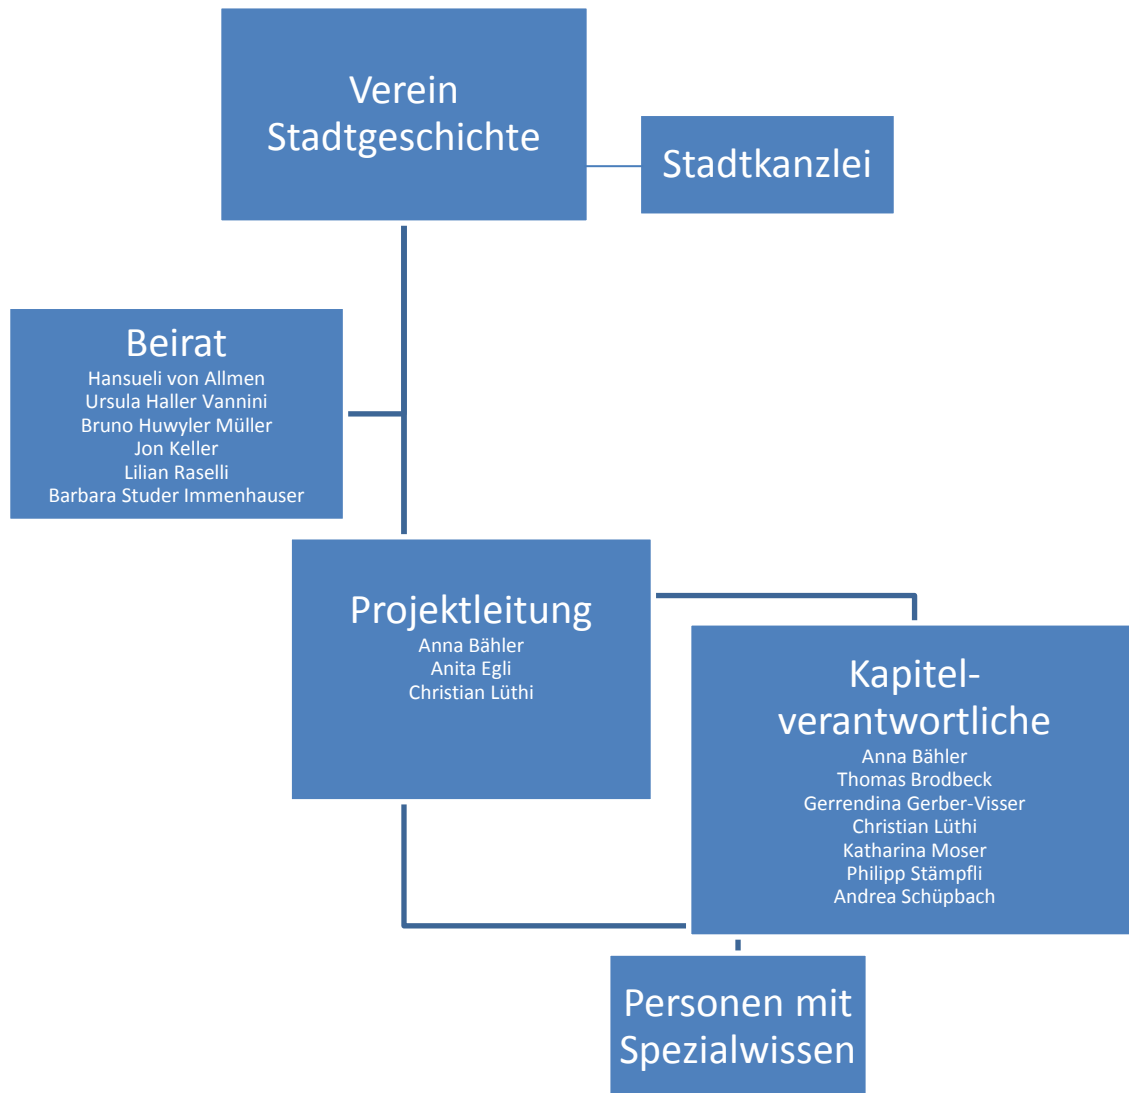 Verein
Stadtgeschichte
Stadtkanzlei
Beirat
Hansueli von Allmen
Ursula Haller Vannini
Bruno Huwyler Müller
Jon Keller
Lilian Raselli
Barbara Studer Immenhauser
Projektleitung
Anna Bähler
Anita Egli
Christian Lüthi
Kapitel-
verantwortliche
Anna Bähler
Thomas Brodbeck
Gerrendina Gerber-Visser
Christian Lüthi
Katharina Moser
Philipp Stämpfli
Andrea Schüpbach
Personen mit
Spezialwissen